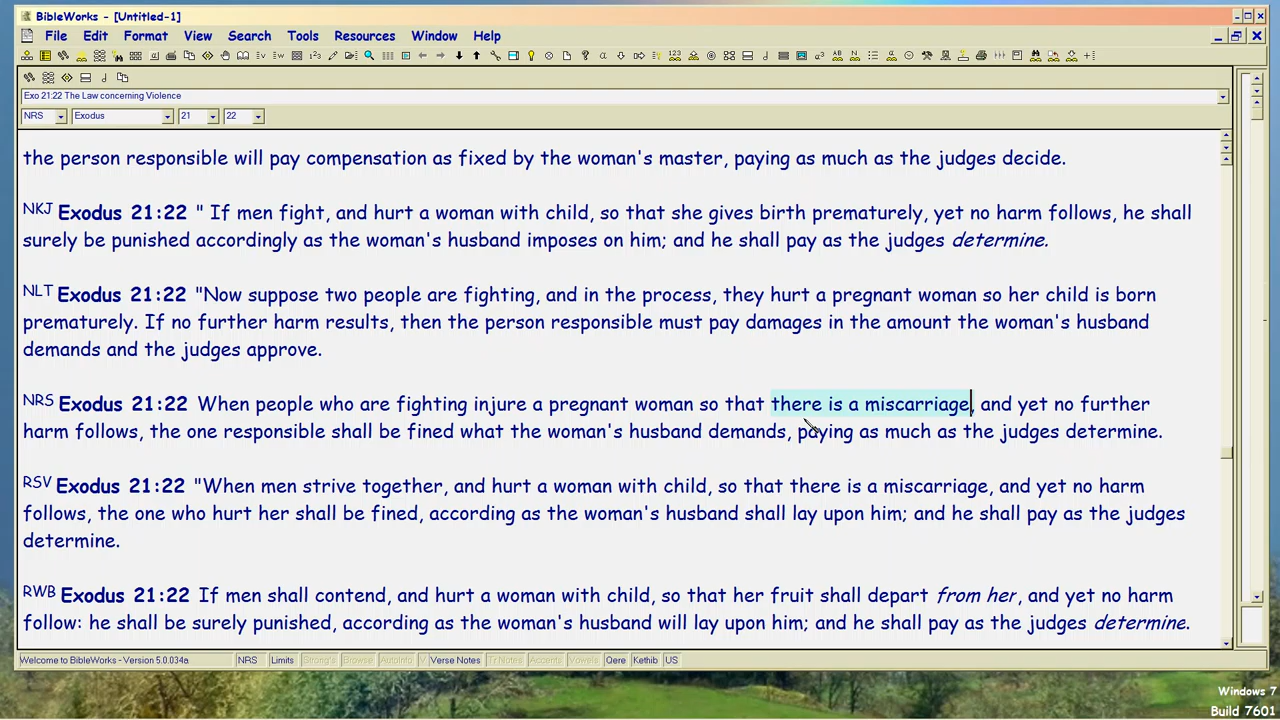 BibleWorks - [Untitled-1]
File Edit Format View Search Tools Resources Window Help
Exo 21:22 The Law concerning Violence
NRS Exodus 21 22
the person responsible will pay compensation as fixed by the woman's master, paying as much as the judges decide.
NKJ Exodus 21:22 " If men fight, and hurt a woman with child, so that she gives birth prematurely, yet no harm follows, he shall
surely be punished accordingly as the woman's husband imposes on him; and he shall pay as the judges determine.
NLT Exodus 21:22 "Now suppose two people are fighting, and in the process, they hurt a pregnant woman so her child is born
prematurely. If no further harm results, then the person responsible must pay damages in the amount the woman's husband
demands and the judges approve.
NRS Exodus 21:22 When people who are fighting injure a pregnant woman so that there is a miscarriage, and yet no further
harm follows, the one responsible shall be fined what the woman's husband demands, paying as much as the judges determine.
RSV Exodus 21:22 "When men strive together, and hurt a woman with child, so that there is a miscarriage, and yet no harm
follows, the one who hurt her shall be fined, according as the woman's husband shall lay upon him; and he shall pay as the judges
determine.
RWB Exodus 21:22 If men shall contend, and hurt a woman with child, so that her fruit shall depart from her, and yet no harm
follow: he shall be surely punished, according as the woman's husband will lay upon him; and he shall pay as the judges determine.
Welcome to BibleWorks - Version 5.0.034a NRS Limits Strong's Browse AutoInfo V Verse Notes Tr Notes Accents Vowels Qere Kethib US
Windows 7
Build 7601